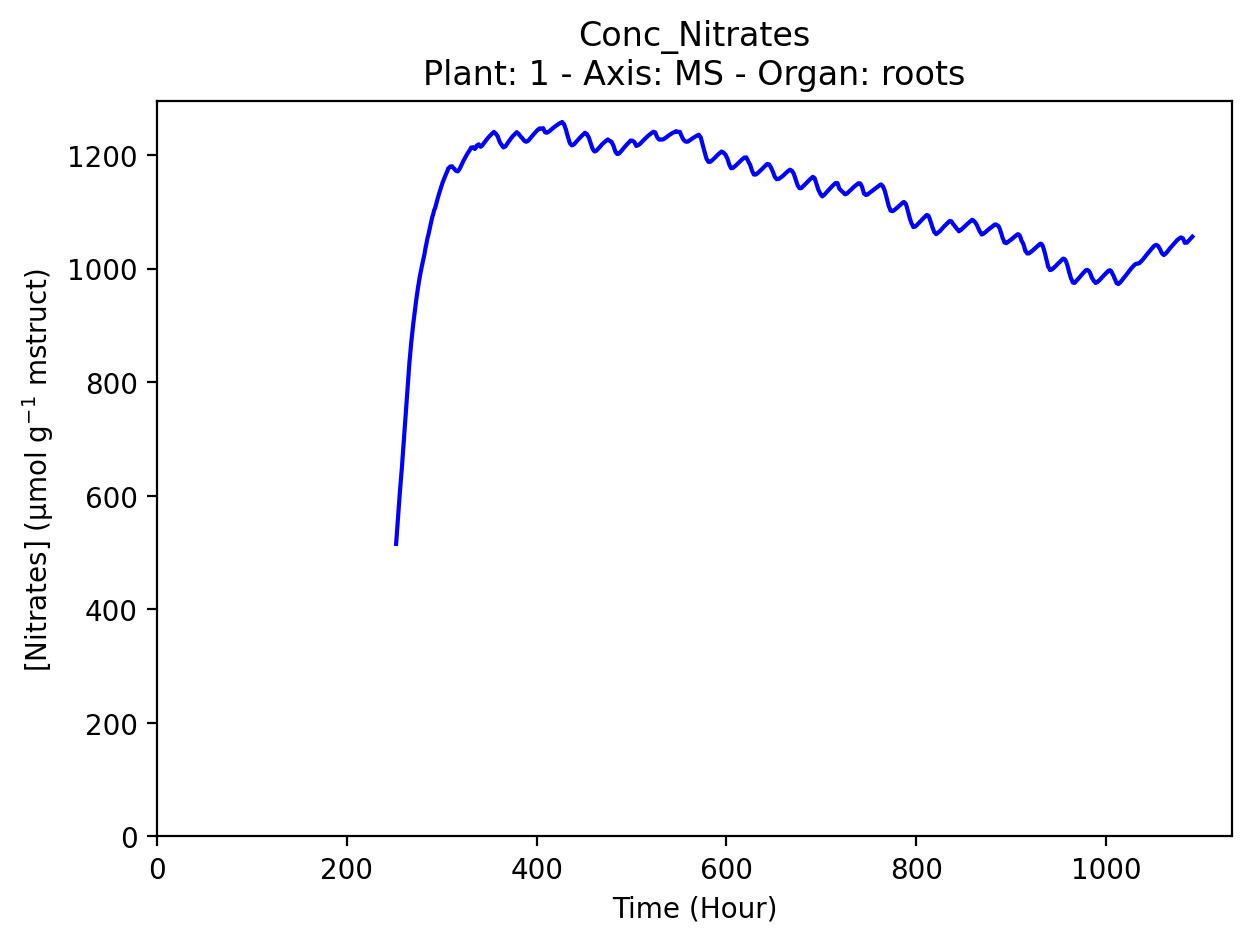 Conc_Nitrates
Plant: 1 - Axis: MS - Organ: roots
[Nitrates] (µmol g⁻¹ mstruct)
1200
1000
800
600
400
200
0
0 200 400 600 800 1000
Time (Hour)